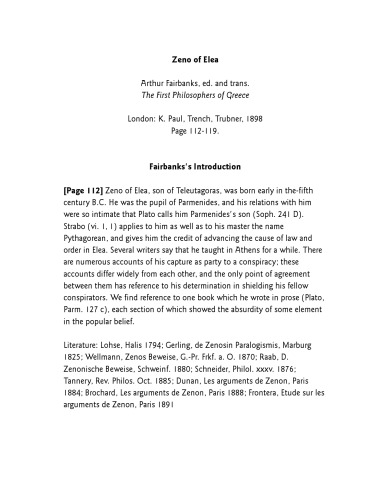 Zeno of Elea
Arthur Fairbanks, ed. and trans.
The First Philosophers of Greece
London: K. Paul, Trench, Trubner, 1898
Page 112-119.
Fairbanks's Introduction
[Page 112] Zeno of Elea, son of Teleutagoras, was born early in the-fifth
century B.C. He was the pupil of Parmenides, and his relations with him
were so intimate that Plato calls him Parmenides's son (Soph. 241 D).
Strabo (vi. 1, 1) applies to him as well as to his master the name
Pythagorean, and gives him the credit of advancing the cause of law and
order in Elea. Several writers say that he taught in Athens for a while. There
are numerous accounts of his capture as party to a conspiracy; these
accounts differ widely from each other, and the only point of agreement
between them has reference to his determination in shielding his fellow
conspirators. We find reference to one book which he wrote in prose (Plato,
Parm. 127 c), each section of which showed the absurdity of some element
in the popular belief.
Literature: Lohse, Halis 1794; Gerling, de Zenosin Paralogismis, Marburg
1825; Wellmann, Zenos Beweise, G.-Pr. Frkf. a. O. 1870; Raab, D.
Zenonische Beweise, Schweinf. 1880; Schneider, Philol. xxxv. 1876;
Tannery, Rev. Philos. Oct. 1885; Dunan, Les arguments de Zenon, Paris
1884; Brochard, Les arguments de Zenon, Paris 1888; Frontera, Etude sur les
arguments de Zenon, Paris 1891